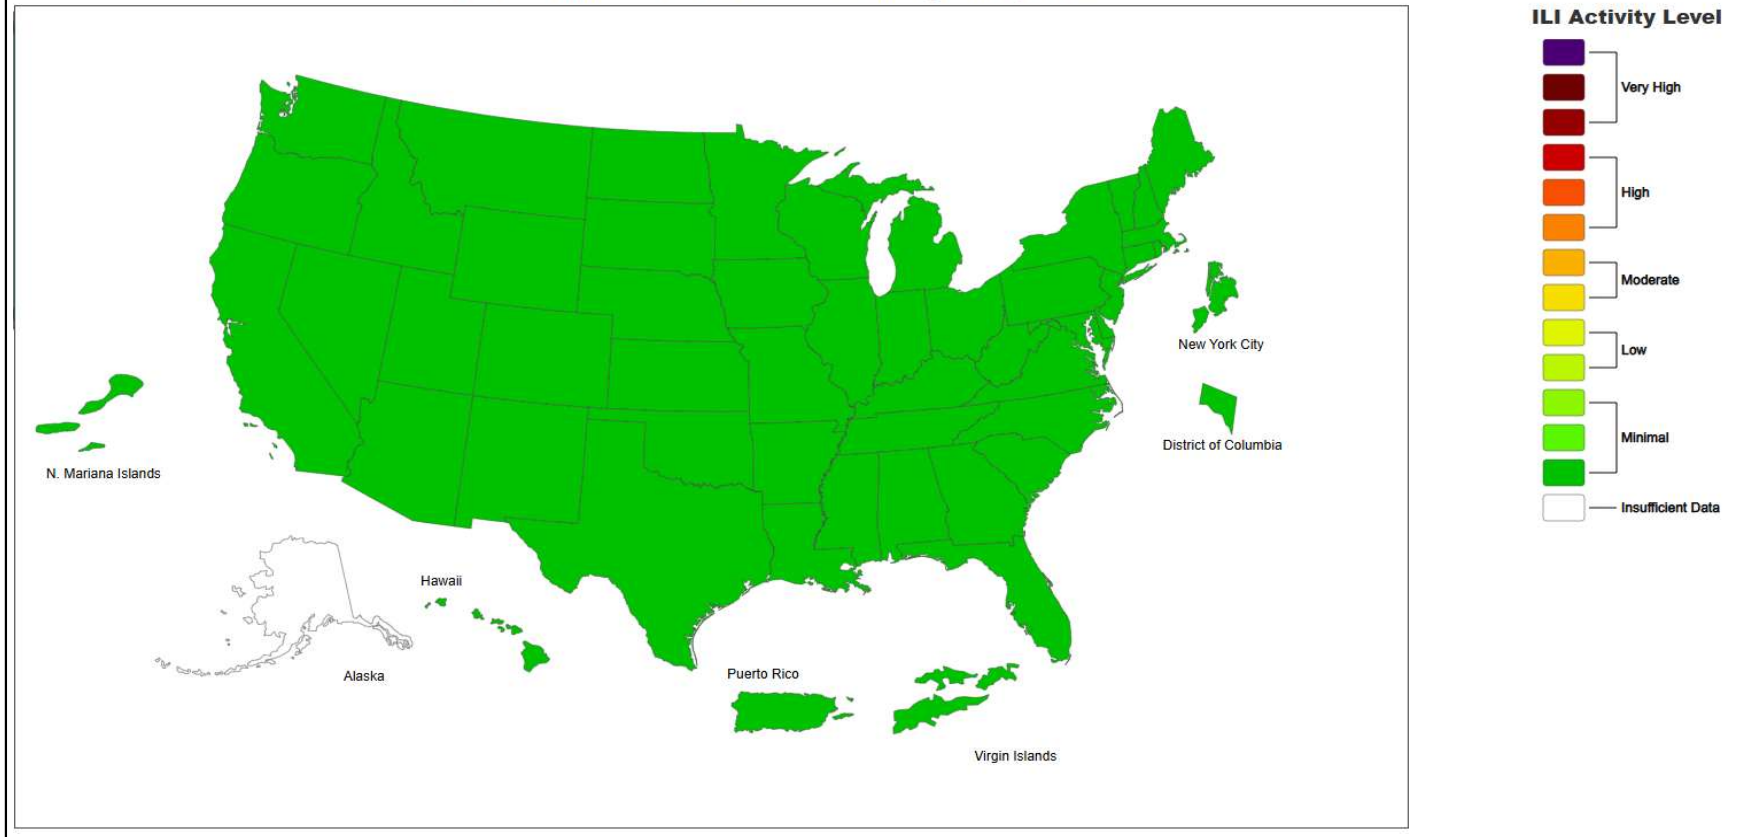 ILI Activity Level
Very High
High
Moderate
Low
Minimal
Insufficient Data
New York City
District of Columbia
N. Mariana Islands
Hawaii
Alaska
Puerto Rico
Virgin Islands